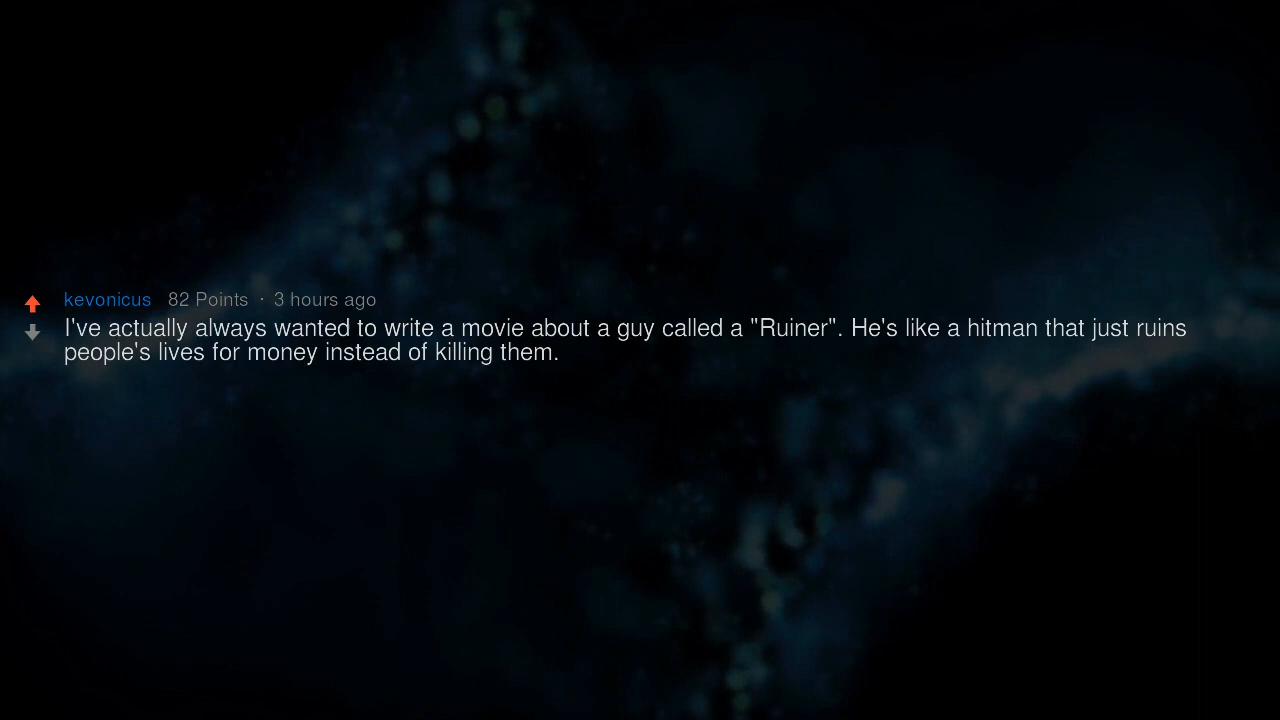 kevonicus 82 Points · 3 hours ago
I've actually always wanted to write a movie about a guy called a "Ruiner". He's like a hitman that just ruins
people's lives for money instead of killing them.